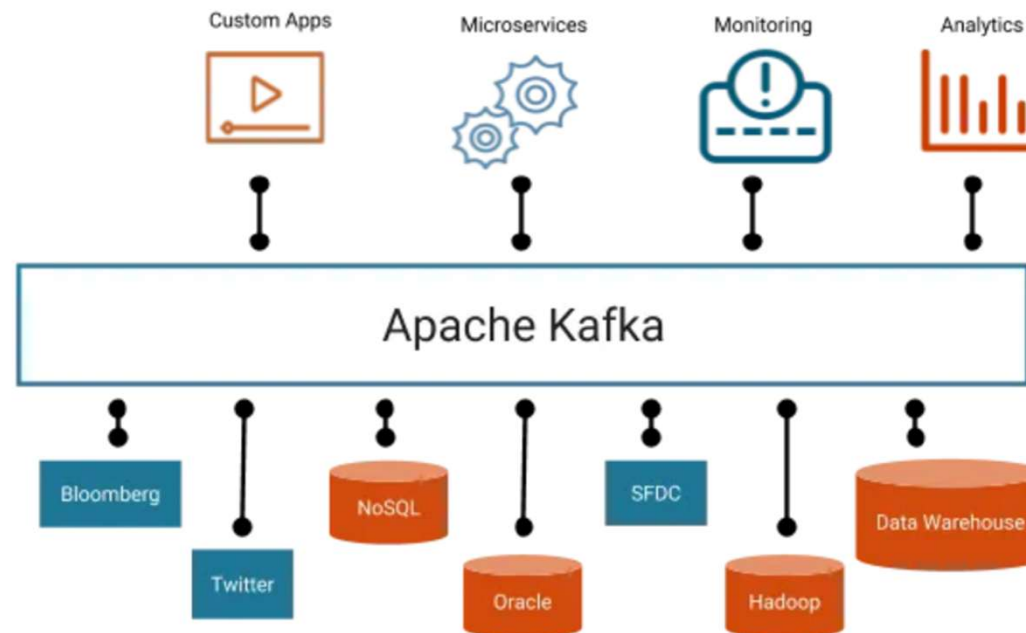 Custom Apps
Microservices
Monitoring
Analytics
Apache Kafka
Bloomberg
NoSQL
SFDC
Data Warehouse
Twitter
Oracle
Hadoop